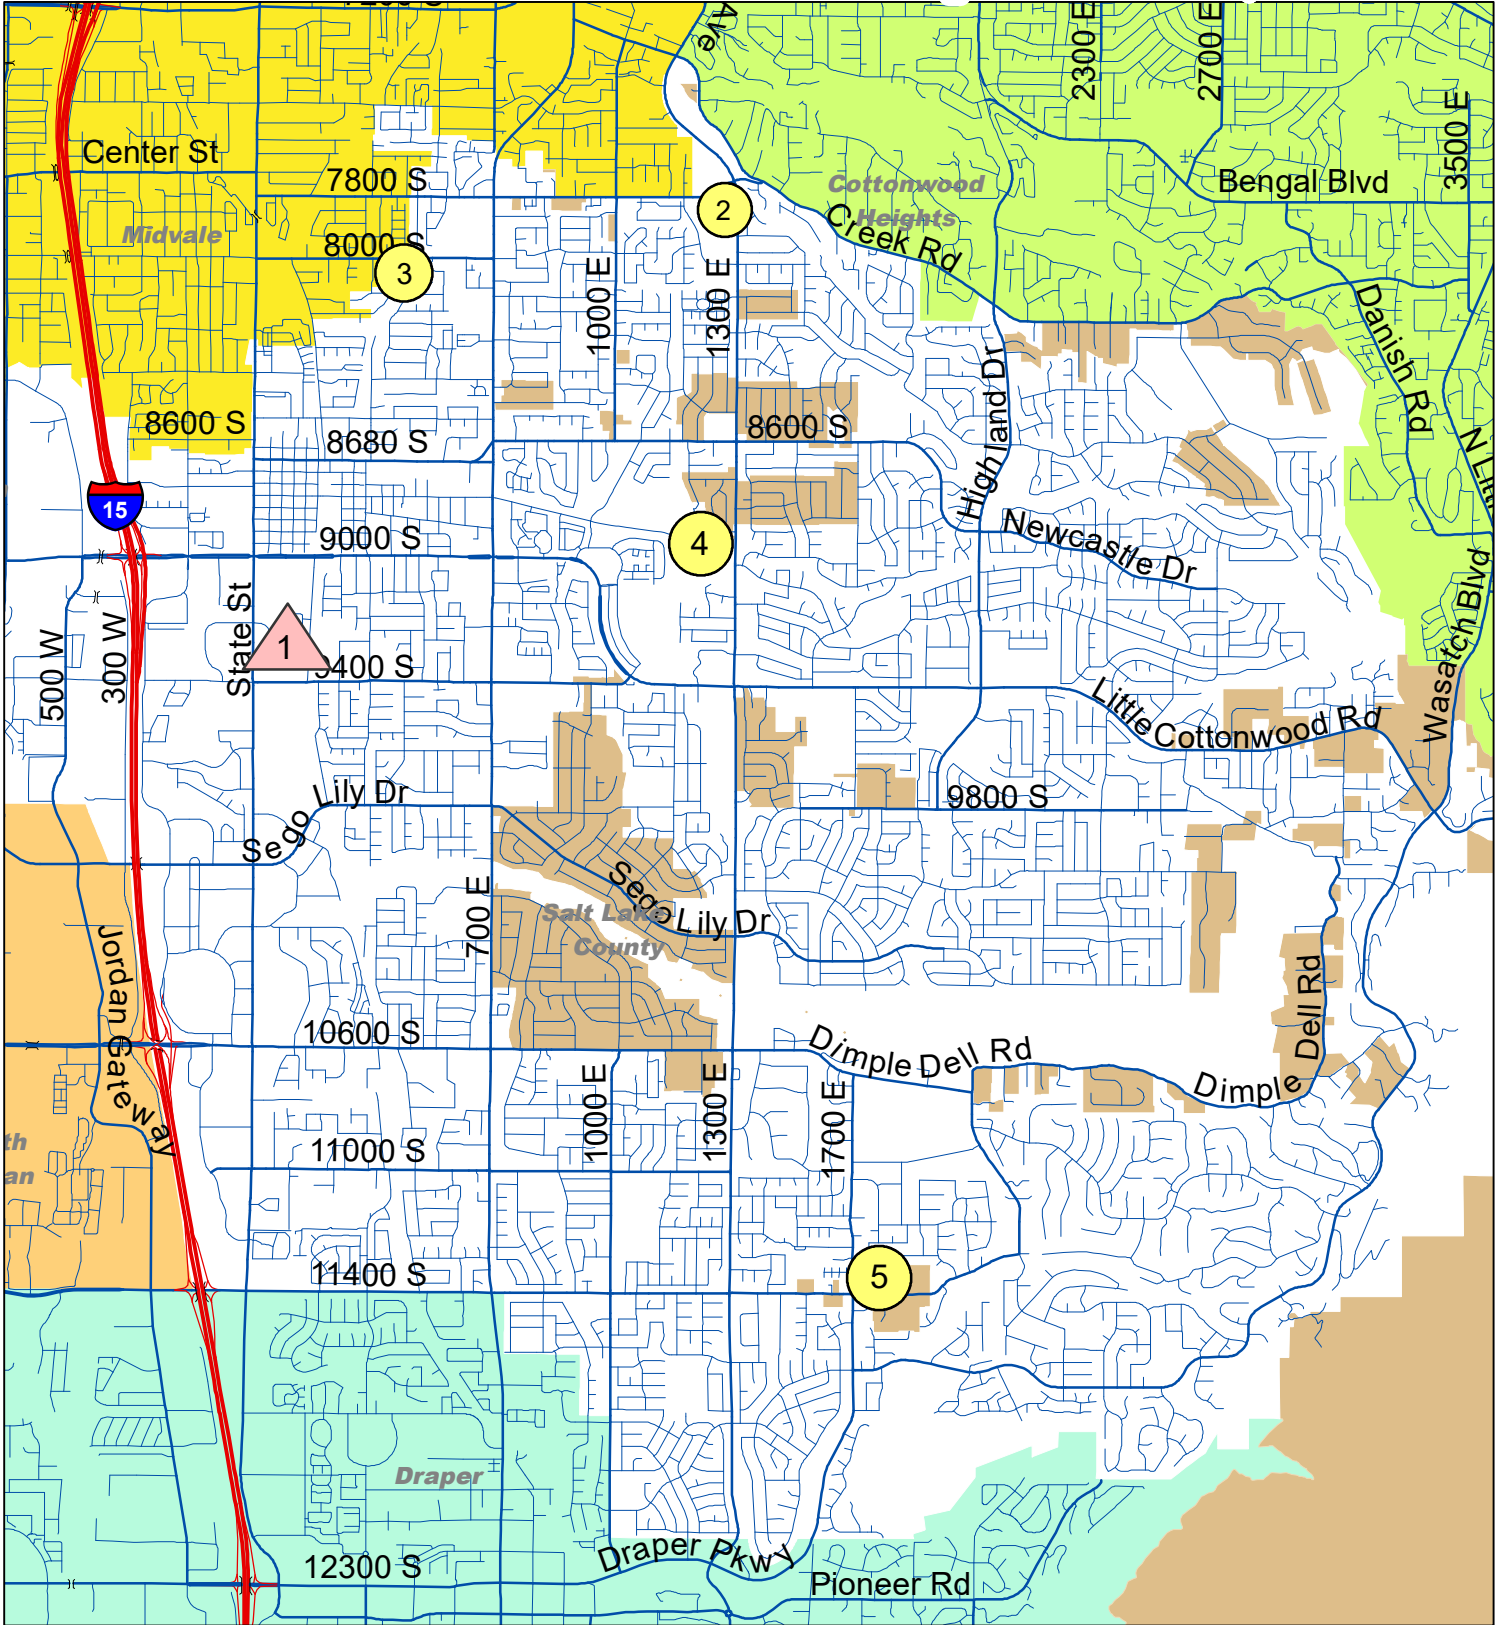 7200 S
Ave
2300 E
2700 E
3500 E
Center St
7800 S
Bengal Blvd
Cottonwood
Heights
2
Creek Rd
Midvale
8000 S
3
1000 E
1300 E
Danish Rd
Highland Dr
8600 S
8680 S
8600 S
N Littl
15
9000 S
4
Newcastle Dr
Wasatch Blvd
State St
1
9400 S
500 W
300 W
Little Cottonwood Rd
Sego Lily Dr
9800 S
Sego Lily Dr
700 E
Salt Lake
County
Jordan Gateway
10600 S
Dimple Dell Rd
Dimple Dell Rd
1000 E
1300 E
1700 E
th
an
11000 S
11400 S
5
Draper
12300 S
Draper Pkwy
Pioneer Rd